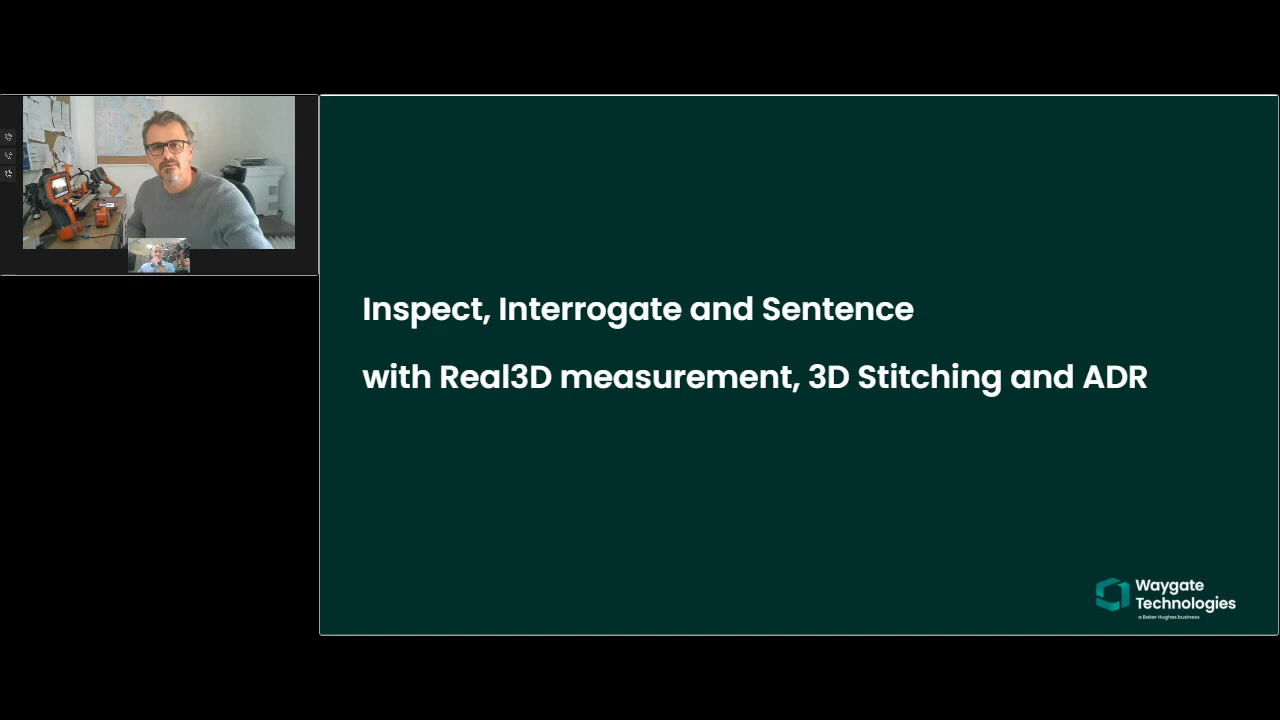 Inspect, Interrogate and Sentence
with Real3D measurement, 3D Stitching and ADR
Waygate
Technologies
a Baker Hughes business